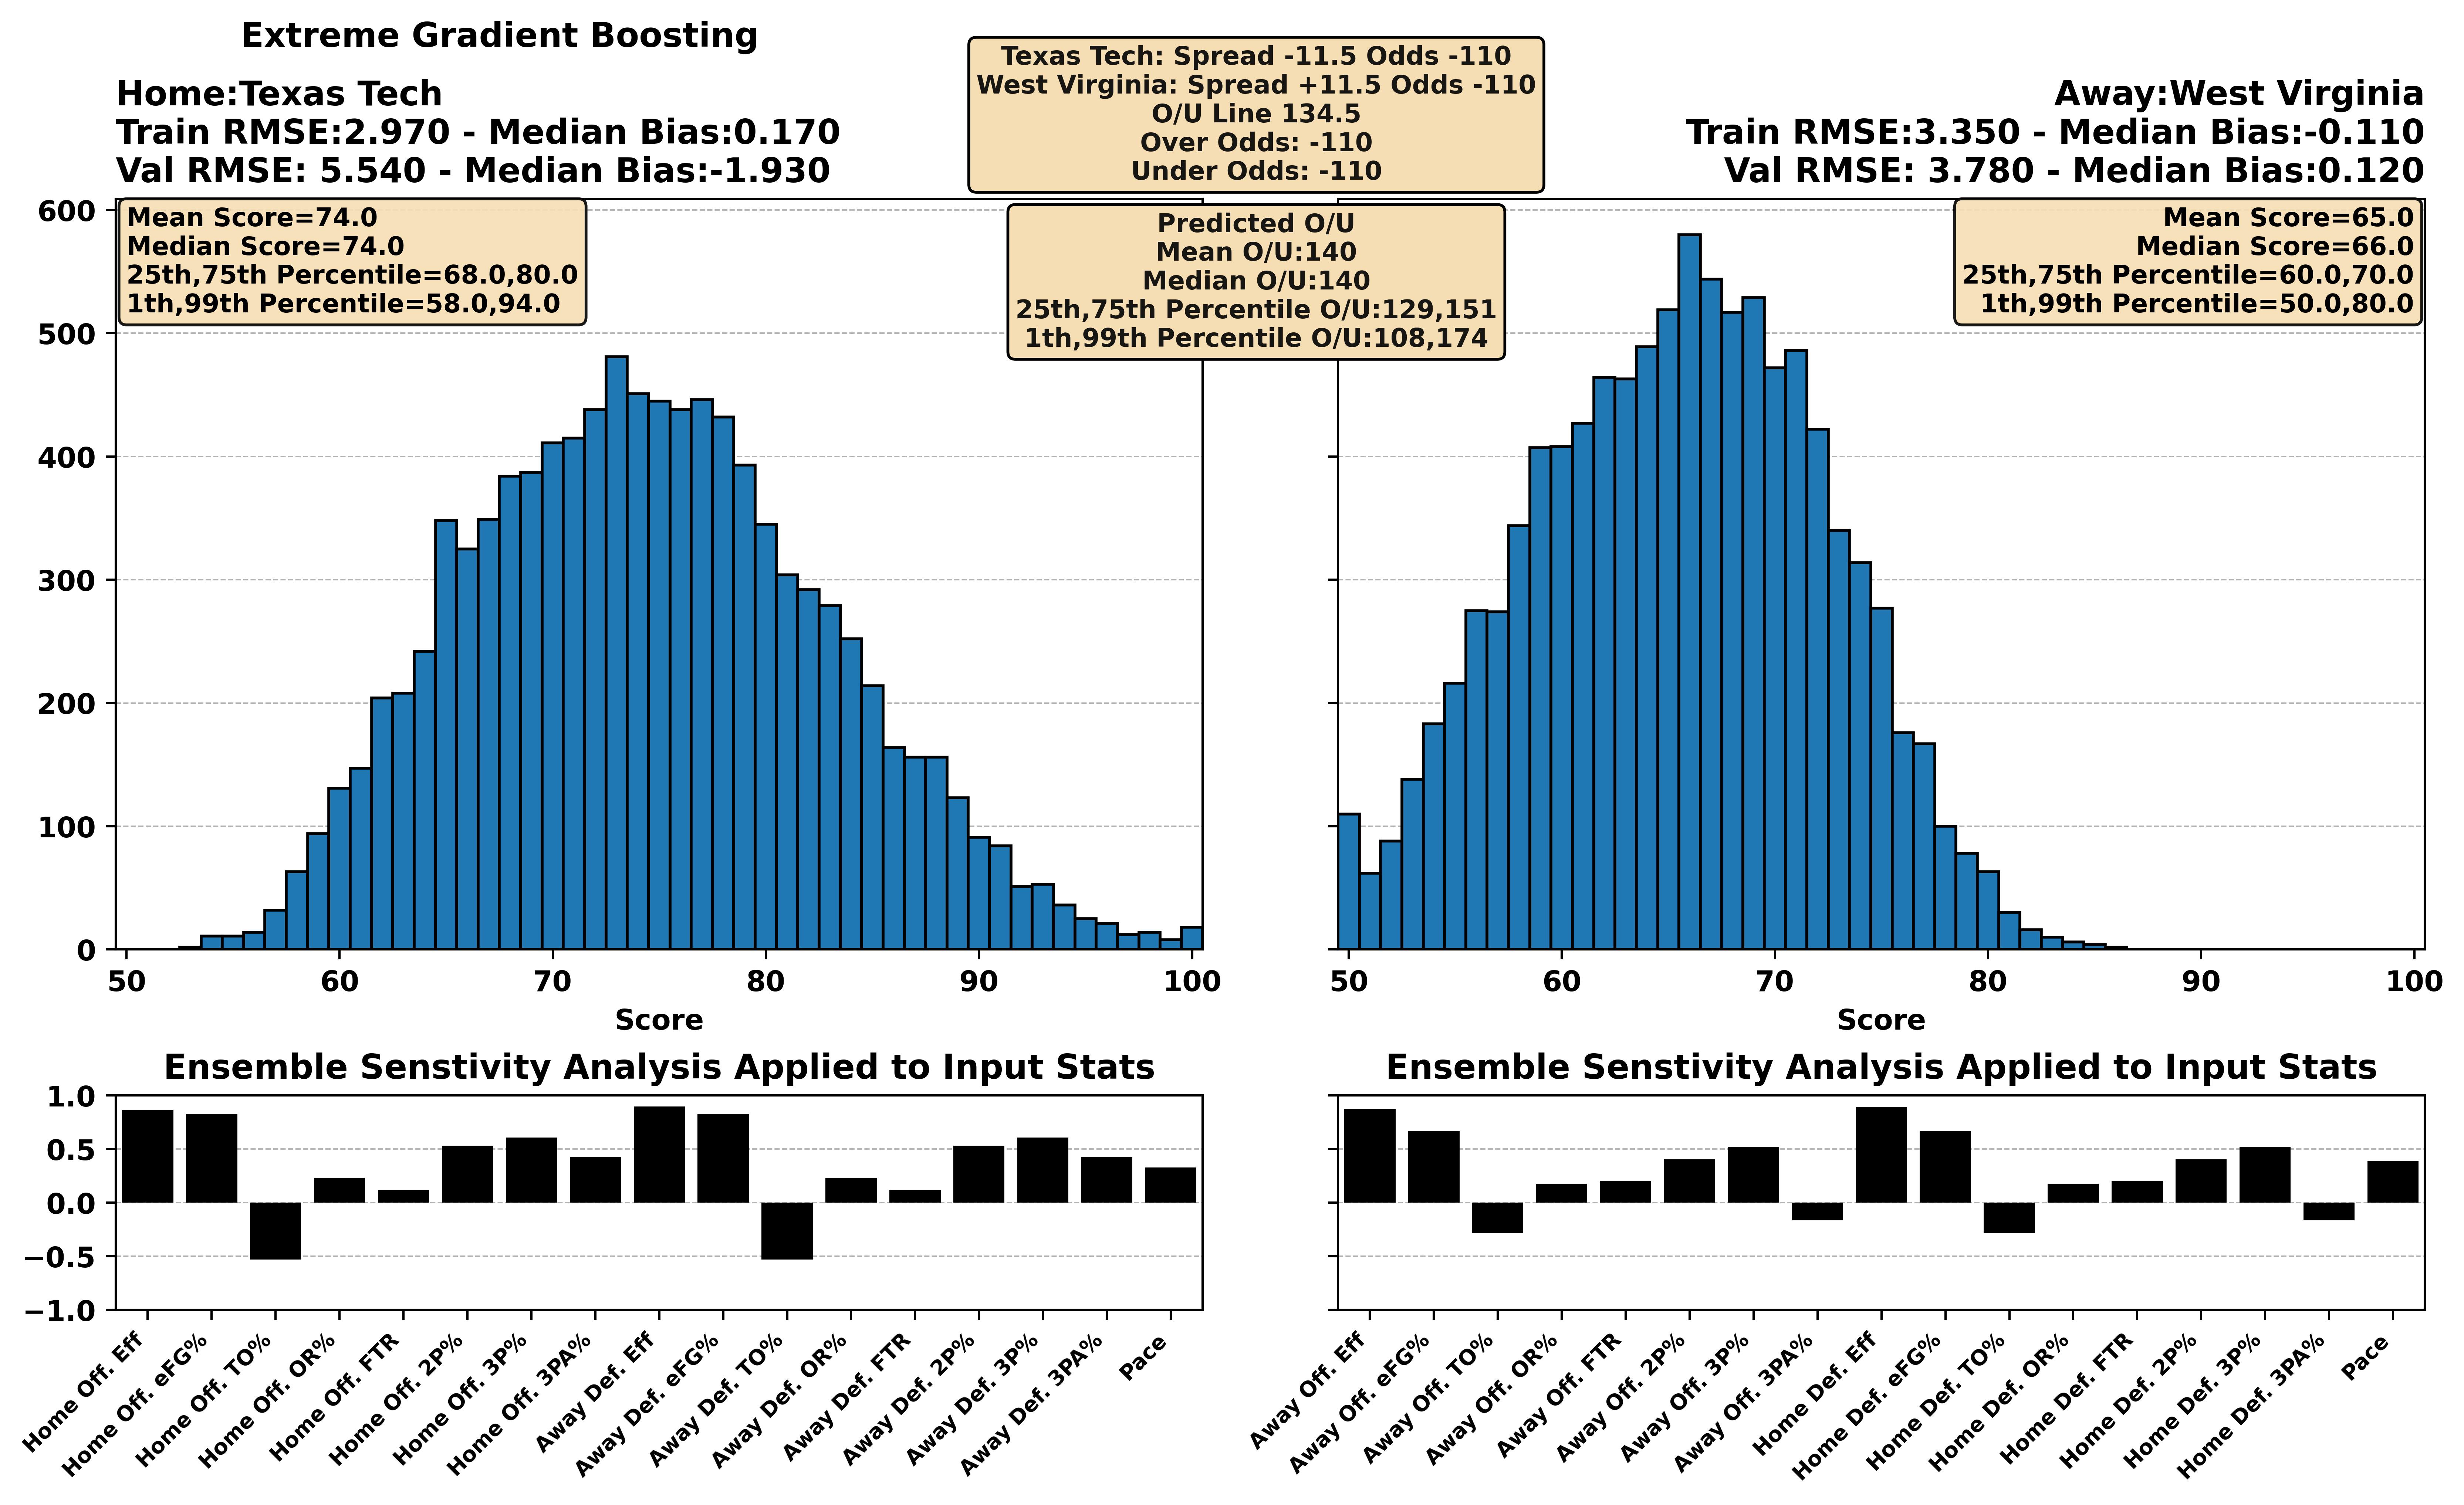 Extreme Gradient Boosting
Home:Texas Tech
Train RMSE:2.970 - Median Bias:0.170
Val RMSE: 5.540 - Median Bias:-1.930
Texas Tech: Spread -11.5 Odds -110
West Virginia: Spread +11.5 Odds -110
O/U Line 134.5
Over Odds: -110
Under Odds: -110
Away:West Virginia
Train RMSE:3.350 - Median Bias:-0.110
Val RMSE: 3.780 - Median Bias:0.120
Mean Score=74.0
Median Score=74.0
25th,75th Percentile=68.0,80.0
1th,99th Percentile=58.0,94.0
Predicted O/U
Mean O/U:140
Median O/U:140
25th,75th Percentile O/U:129,151
1th,99th Percentile O/U:108,174
Mean Score=65.0
Median Score=66.0
25th,75th Percentile=60.0,70.0
1th,99th Percentile=50.0,80.0
600
500
400
300
200
100
0
50 60 70 80 90 100
Score
50 60 70 80 90 100
Score
Ensemble Senstivity Analysis Applied to Input Stats
1.0
0.5
0.0
−0.5
−1.0
Home Off. Eff
Home Off. eFG%
Home Off. TO%
Home Off. OR%
Home Off. FTR
Home Off. 2P%
Home Off. 3P%
Home Off. 3PA%
Away Def. Eff
Away Def. eFG%
Away Def. TO%
Away Def. OR%
Away Def. FTR
Away Def. 2P%
Away Def. 3P%
Away Def. 3PA%
Pace
Ensemble Senstivity Analysis Applied to Input Stats
Away Off. Eff
Away Off. eFG%
Away Off. TO%
Away Off. OR%
Away Off. FTR
Away Off. 2P%
Away Off. 3P%
Away Off. 3PA%
Home Def. Eff
Home Def. eFG%
Home Def. TO%
Home Def. OR%
Home Def. FTR
Home Def. 2P%
Home Def. 3P%
Home Def. 3PA%
Pace